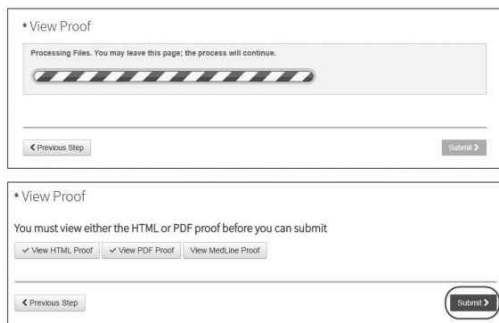 * View Proof
Processing Files. You may leave this page; the process will continue.
Previous Step
Submit
* View Proof
You must view either the HTML or PDF proof before you can submit
View HTML Proof View PDF Proof View MedLine Proof
Previous Step
Submit